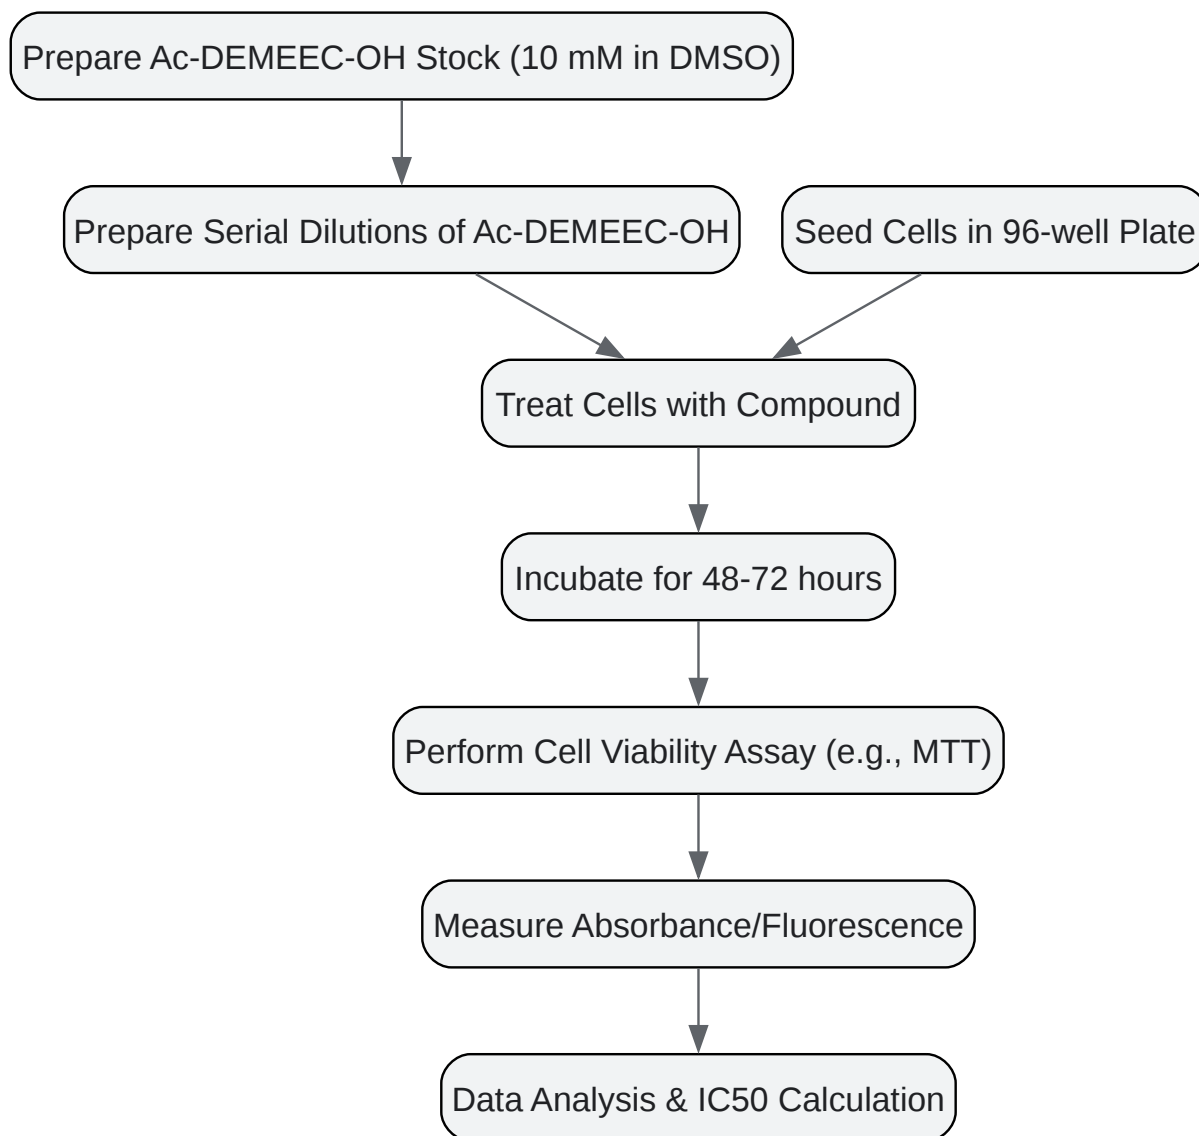 Prepare Ac-DEMEEC-OH Stock (10 mM in DMSO)
Prepare Serial Dilutions of Ac-DEMEEC-OH
Seed Cells in 96-well Plate
Treat Cells with Compound
Incubate for 48-72 hours
Perform Cell Viability Assay (e.g., MTT)
Measure Absorbance/Fluorescence
Data Analysis & IC50 Calculation